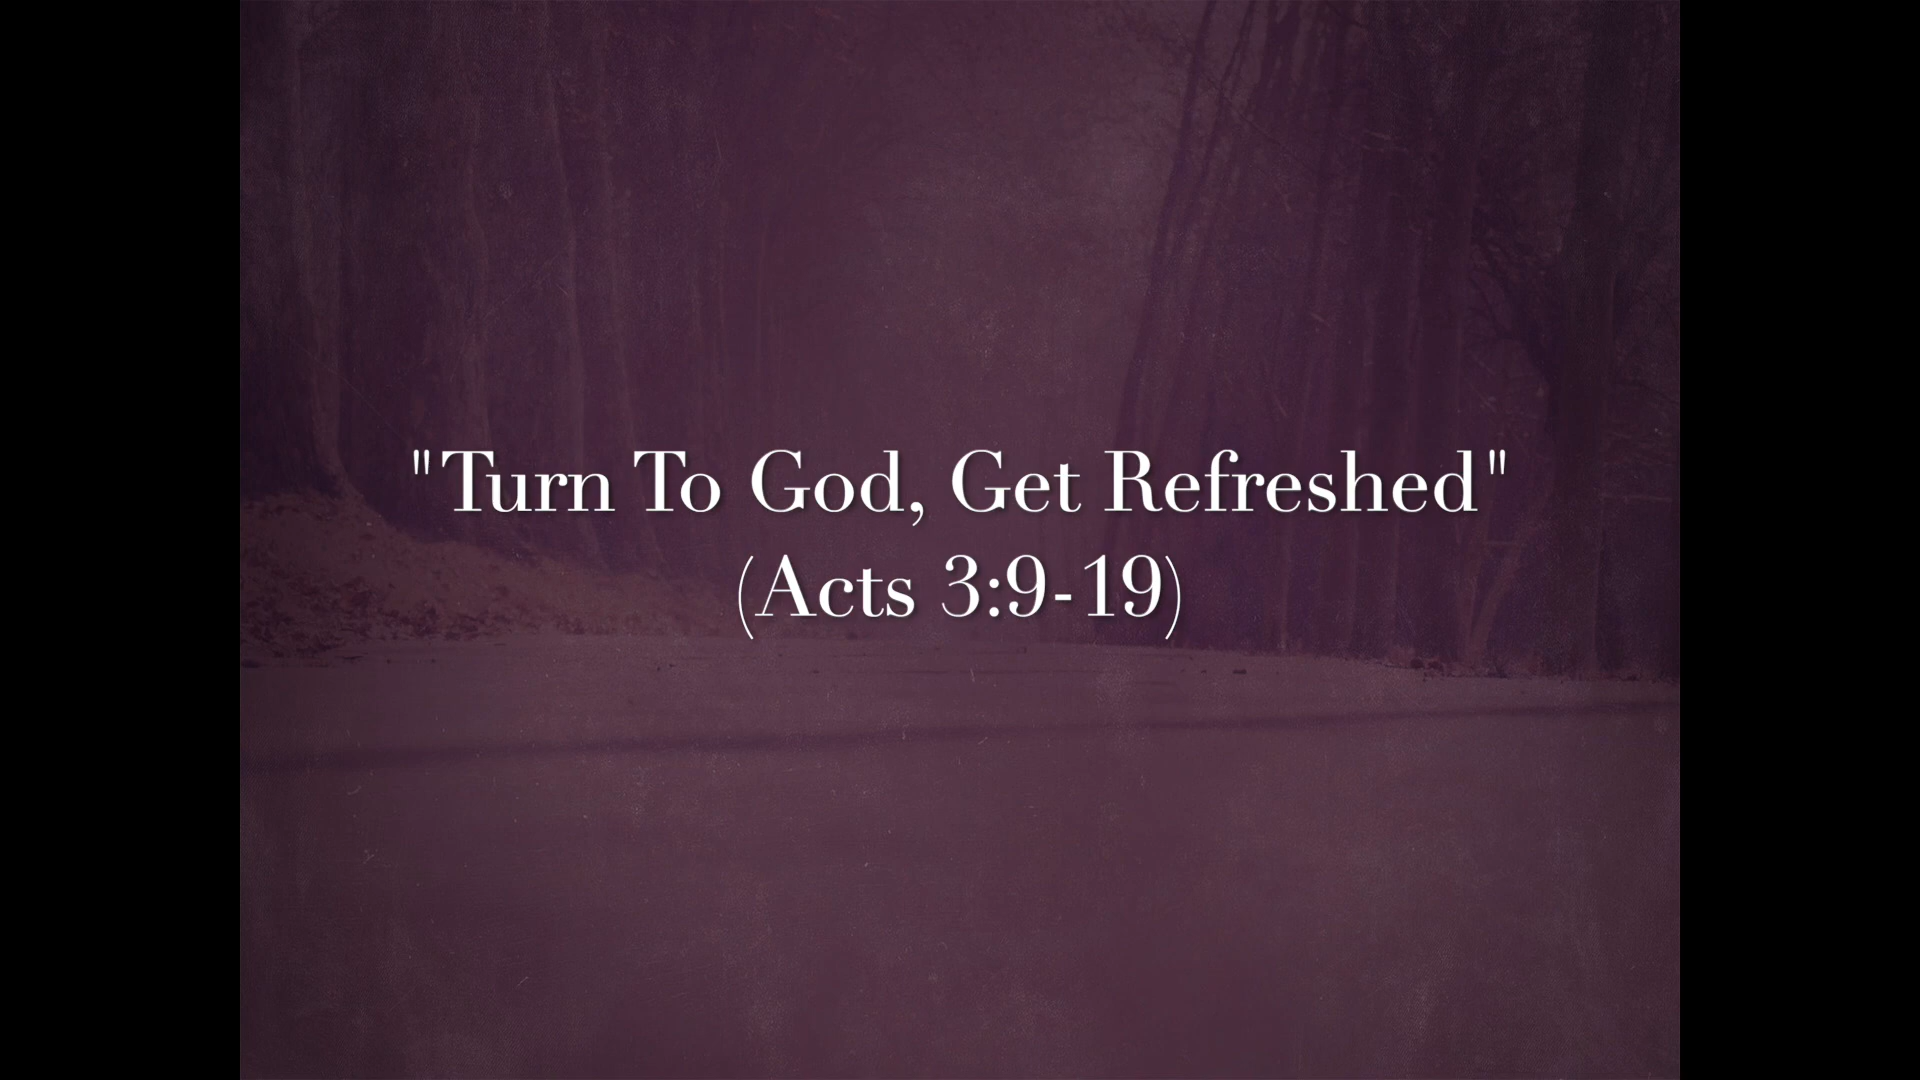 "Turn To God, Get Refreshed"
(Acts 3:9-19)